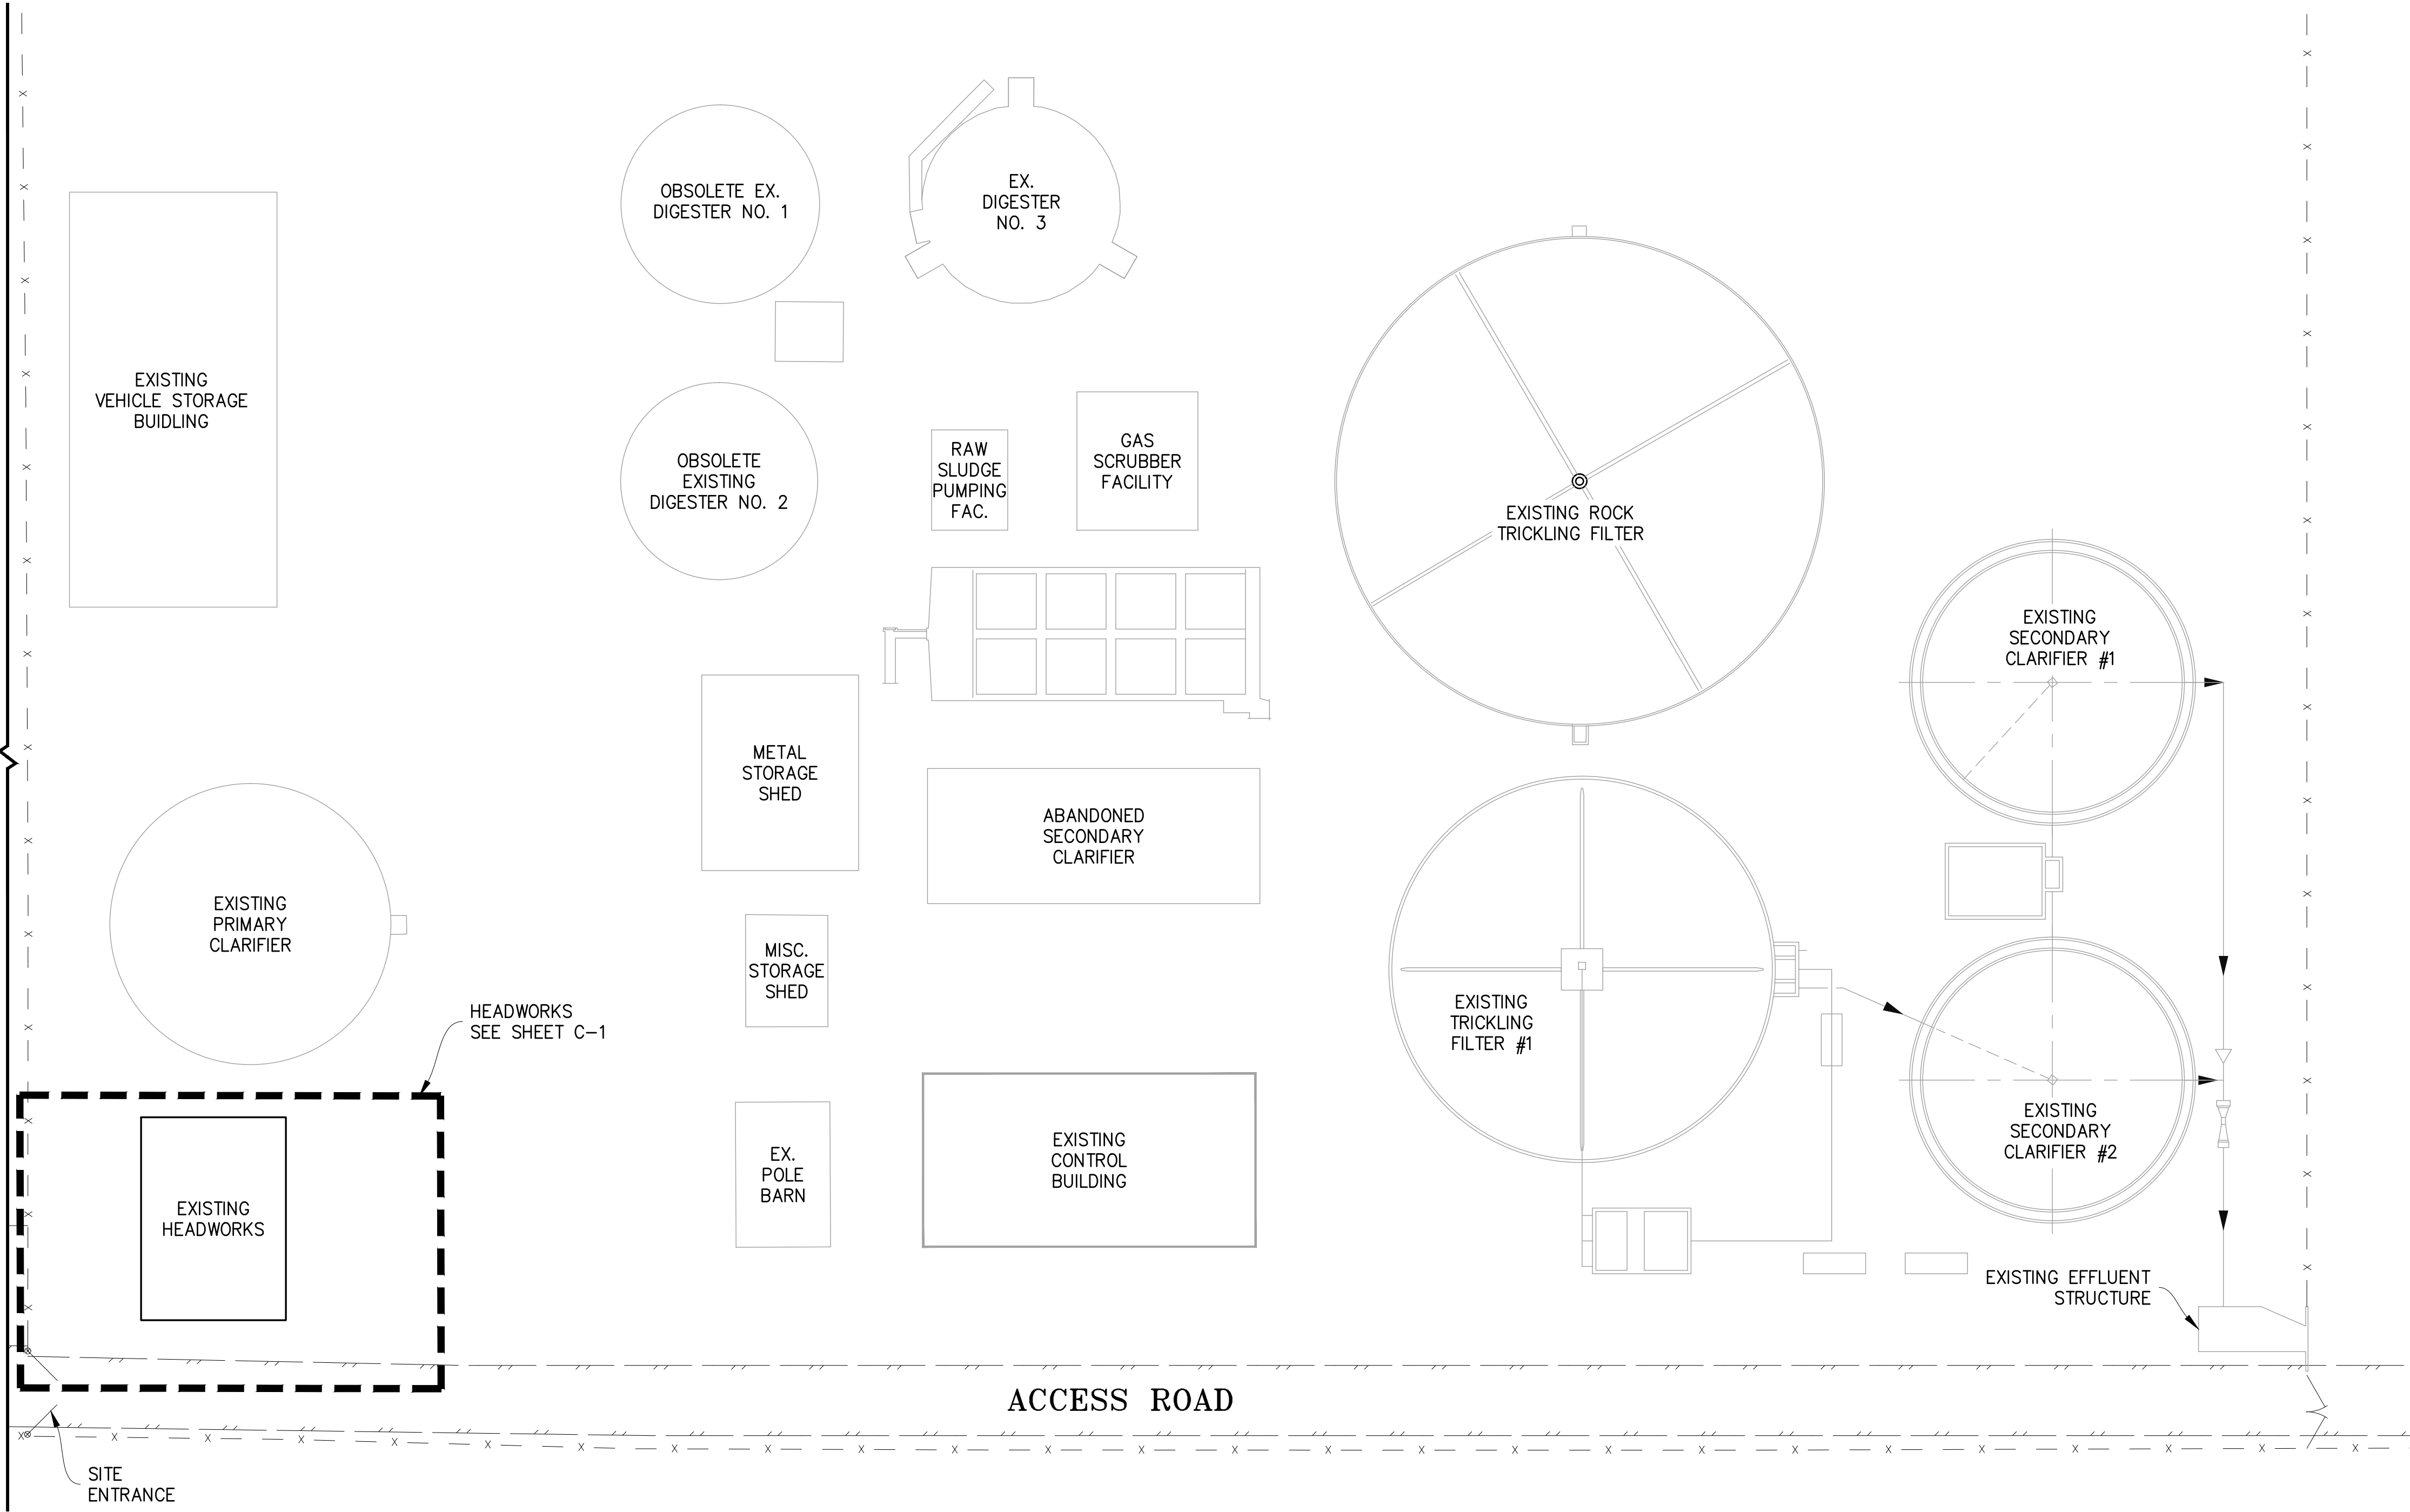 OBSOLETE EX.
DIGESTER NO. 1
EX.
DIGESTER
NO. 3
EXISTING
VEHICLE STORAGE
BUIDLING
OBSOLETE
EXISTING
DIGESTER NO. 2
RAW
SLUDGE
PUMPING
FAC.
GAS
SCRUBBER
FACILITY
EXISTING ROCK
TRICKLING FILTER
EXISTING
SECONDARY
CLARIFIER #1
METAL
STORAGE
SHED
ABANDONED
SECONDARY
CLARIFIER
EXISTING
PRIMARY
CLARIFIER
MISC.
STORAGE
SHED
HEADWORKS
SEE SHEET C-1
EXISTING
TRICKLING
FILTER #1
EXISTING
SECONDARY
CLARIFIER #2
EX.
POLE
BARN
EXISTING
CONTROL
BUILDING
EXISTING
HEADWORKS
EXISTING EFFLUENT
STRUCTURE
ACCESS ROAD
SITE
ENTRANCE